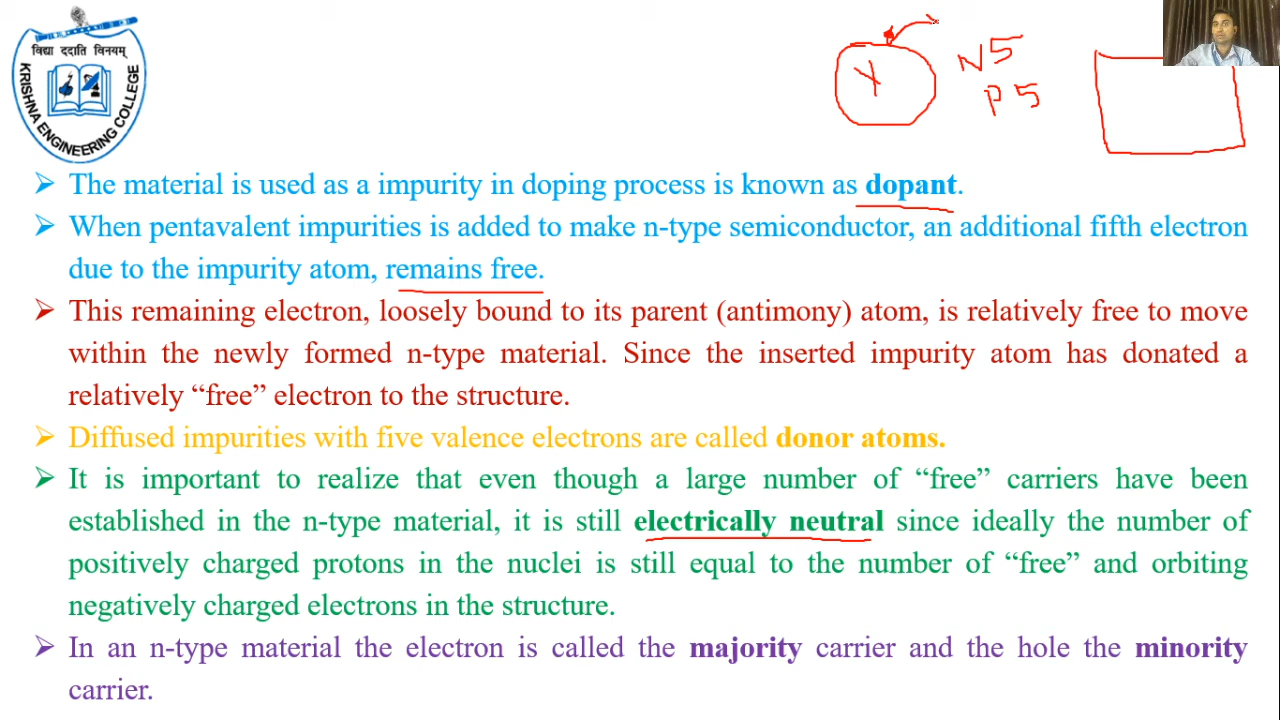 विद्या ददाति विनयम्
KRISHNA ENGINEERING COLLEGE
Y
N 5
P 5
➢ The material is used as a impurity in doping process is known as dopant.
➢ When pentavalent impurities is added to make n-type semiconductor, an additional fifth electron
due to the impurity atom, remains free.
➢ This remaining electron, loosely bound to its parent (antimony) atom, is relatively free to move
within the newly formed n-type material. Since the inserted impurity atom has donated a
relatively “free” electron to the structure.
➢ Diffused impurities with five valence electrons are called donor atoms.
➢ It is important to realize that even though a large number of “free” carriers have been
established in the n-type material, it is still electrically neutral since ideally the number of
positively charged protons in the nuclei is still equal to the number of “free” and orbiting
negatively charged electrons in the structure.
➢ In an n-type material the electron is called the majority carrier and the hole the minority
carrier.